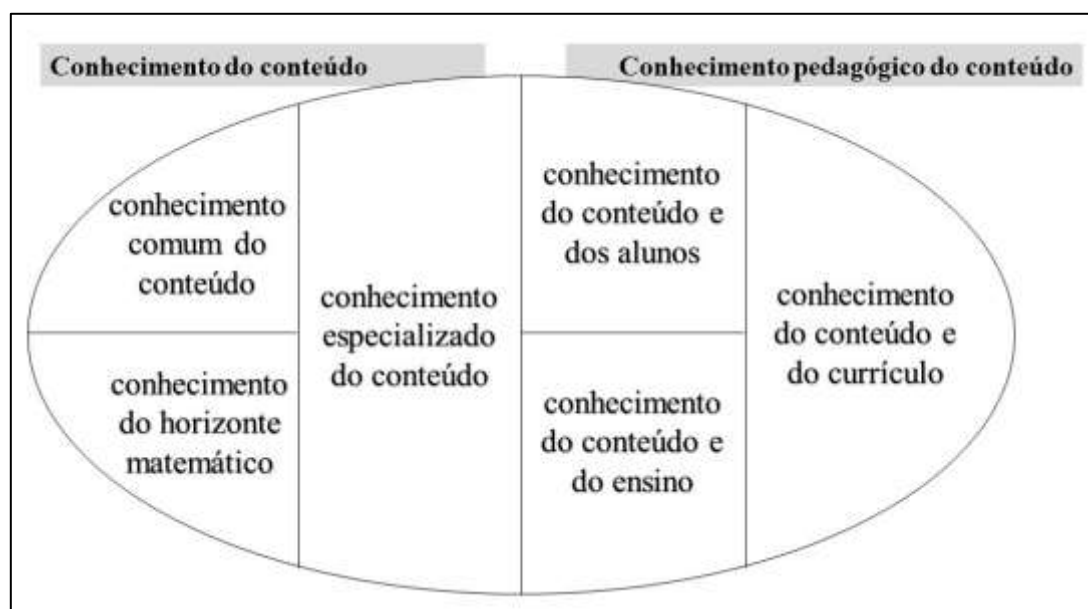 Conhecimento do conteúdo
Conhecimento pedagógico do conteúdo
conhecimento
comum do
conteúdo
conhecimento
do horizonte
matemático
conhecimento
especializado
do conteúdo
conhecimento
do conteúdo e
dos alunos
conhecimento
do conteúdo e
do ensino
conhecimento
do conteúdo e
do currículo